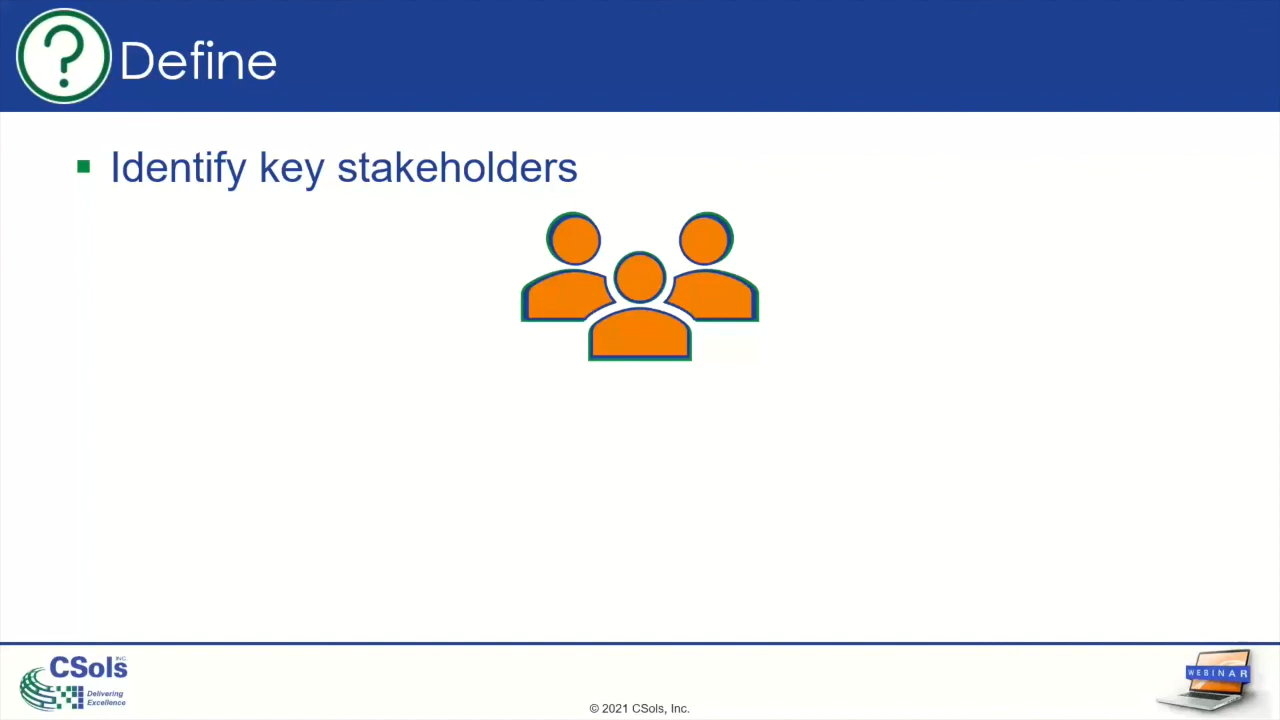 ?
Define
Identify key stakeholders
CSols INC.
Delivering
Excellence
© 2021 CSols, Inc.
WEBINAR